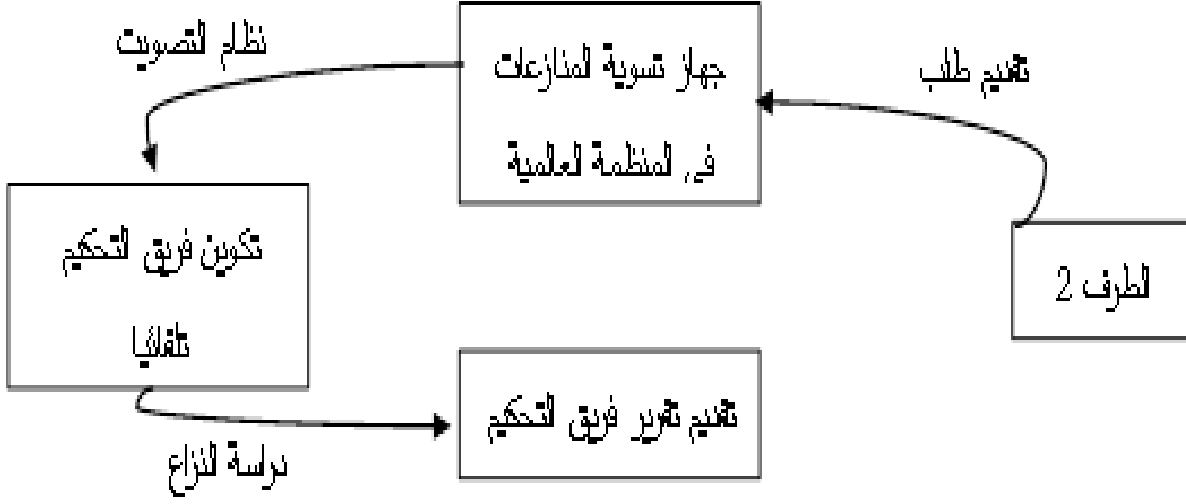 نظام التصويت
جهاز تسوية المنازعات
في المنظمة العالمية
تقديم طلب
الطرف 2
تكوين فريق التحكيم
تلقائيا
تقديم تقرير فريق التحكيم
دراسة النزاع